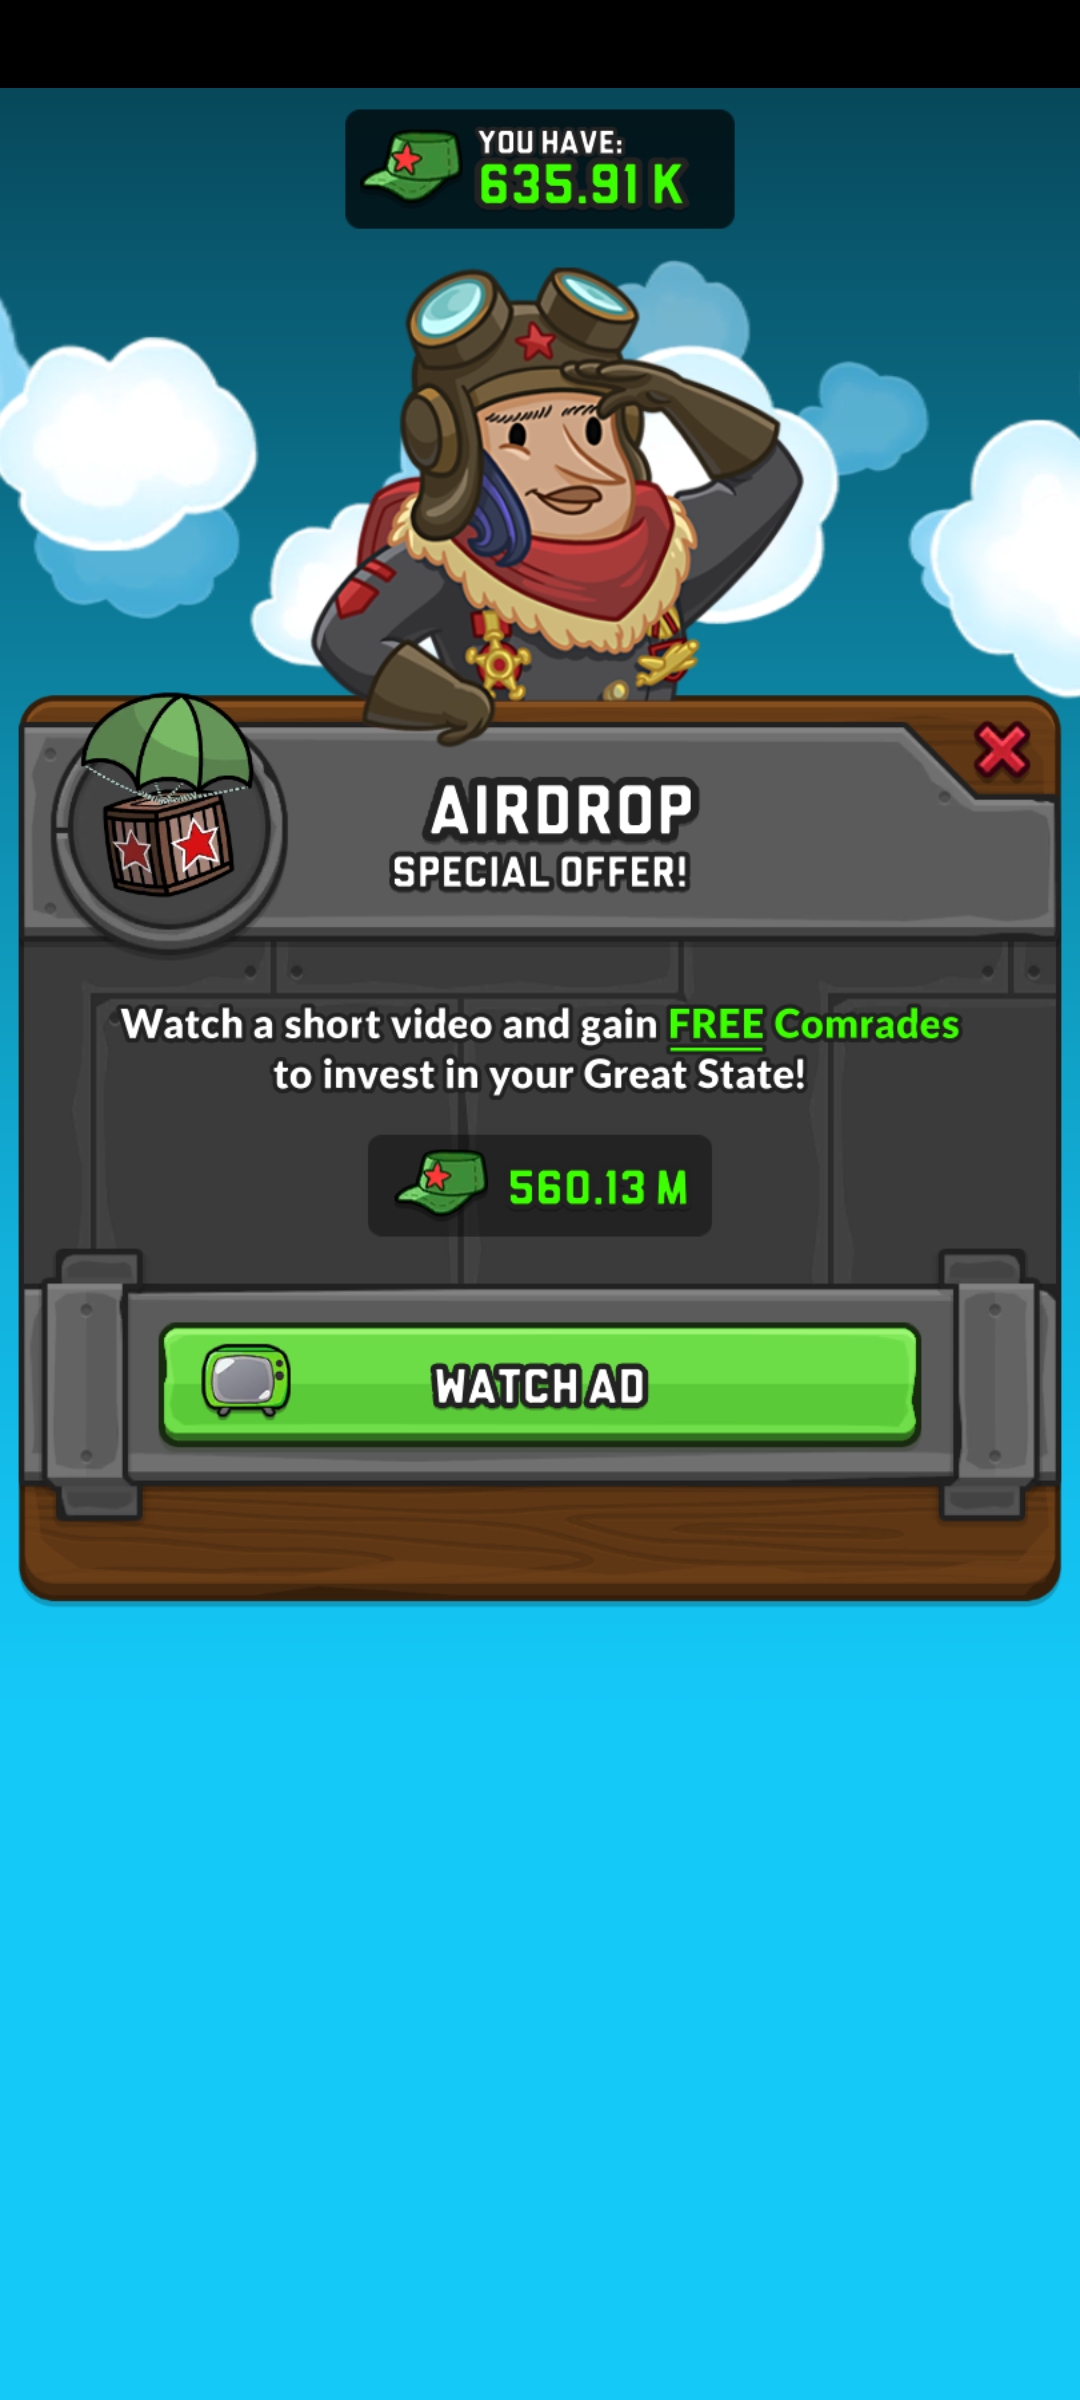 YOU HAVE:
635.91 K
AIRDROP
SPECIAL OFFER!
Watch a short video and gain FREE Comrades
to invest in your Great State!
560.13 M
WATCH AD